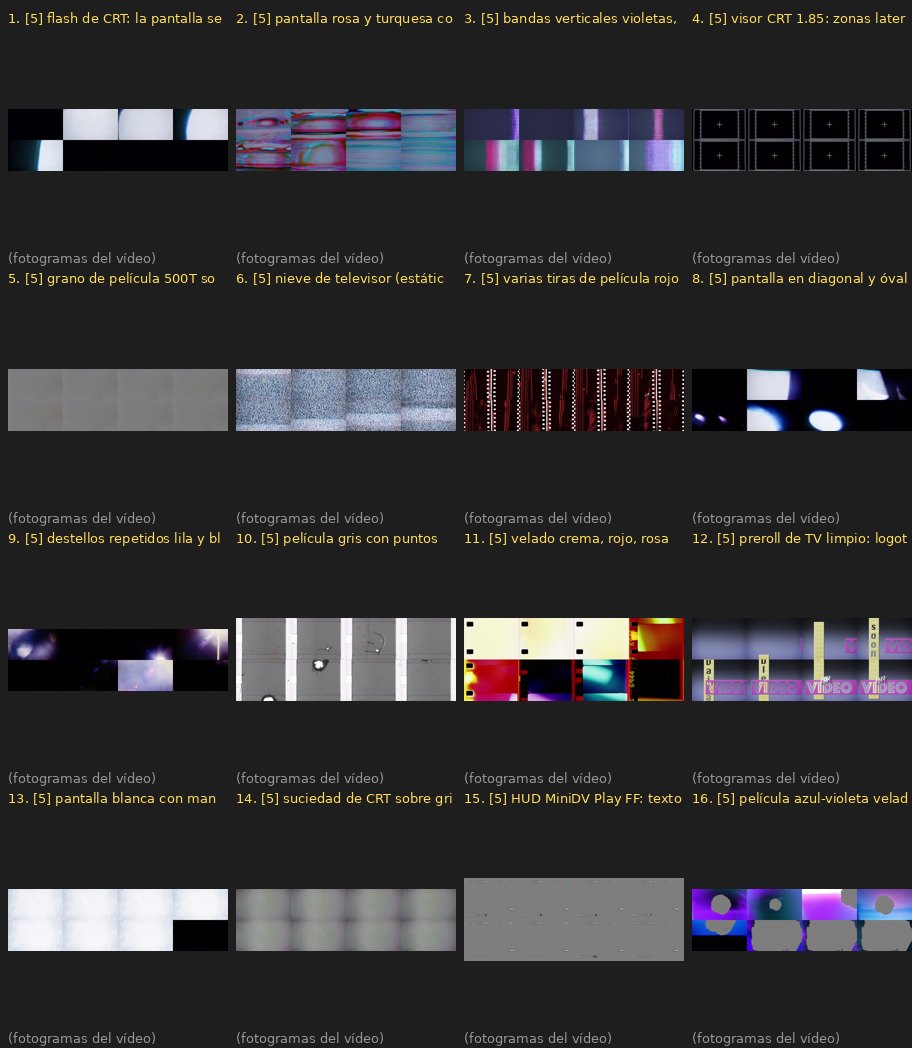 1. [5] flash de CRT: la pantalla se
2. [5] pantalla rosa y turquesa co
3. [5] bandas verticales violetas,
4. [5] visor CRT 1.85: zonas later
(fotogramas del vídeo)
(fotogramas del vídeo)
(fotogramas del vídeo)
(fotogramas del vídeo)
5. [5] grano de película 500T so
6. [5] nieve de televisor (estátic
7. [5] varias tiras de película rojo
8. [5] pantalla en diagonal y óval
(fotogramas del vídeo)
(fotogramas del vídeo)
(fotogramas del vídeo)
(fotogramas del vídeo)
9. [5] destellos repetidos lila y bl
10. [5] película gris con puntos
11. [5] velado crema, rojo, rosa
12. [5] preroll de TV limpio: logot
soon
VIDEO
VIDEO
VIDEO
VIDEO
(fotogramas del vídeo)
(fotogramas del vídeo)
(fotogramas del vídeo)
(fotogramas del vídeo)
13. [5] pantalla blanca con man
14. [5] suciedad de CRT sobre gri
15. [5] HUD MiniDV Play FF: texto
16. [5] película azul-violeta velad
(fotogramas del vídeo)
(fotogramas del vídeo)
(fotogramas del vídeo)
(fotogramas del vídeo)